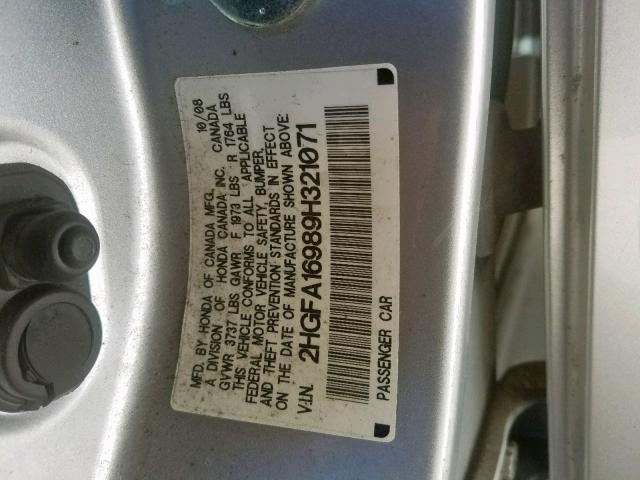 MFD. BY HONDA OF CANADA MFG. 10/08
A DIVISION OF HONDA CANADA INC. CANADA
GVWR 3737 LBS GAWR F 1973 LBS R 1764 LBS
THIS VEHICLE CONFORMS TO ALL APPLICABLE
FEDERAL MOTOR VEHICLE SAFETY, BUMPER,
AND THEFT PREVENTION STANDARDS IN EFFECT
ON THE DATE OF MANUFACTURE SHOWN ABOVE:
V.I.N. 2HGFA16989H321071
PASSENGER CAR